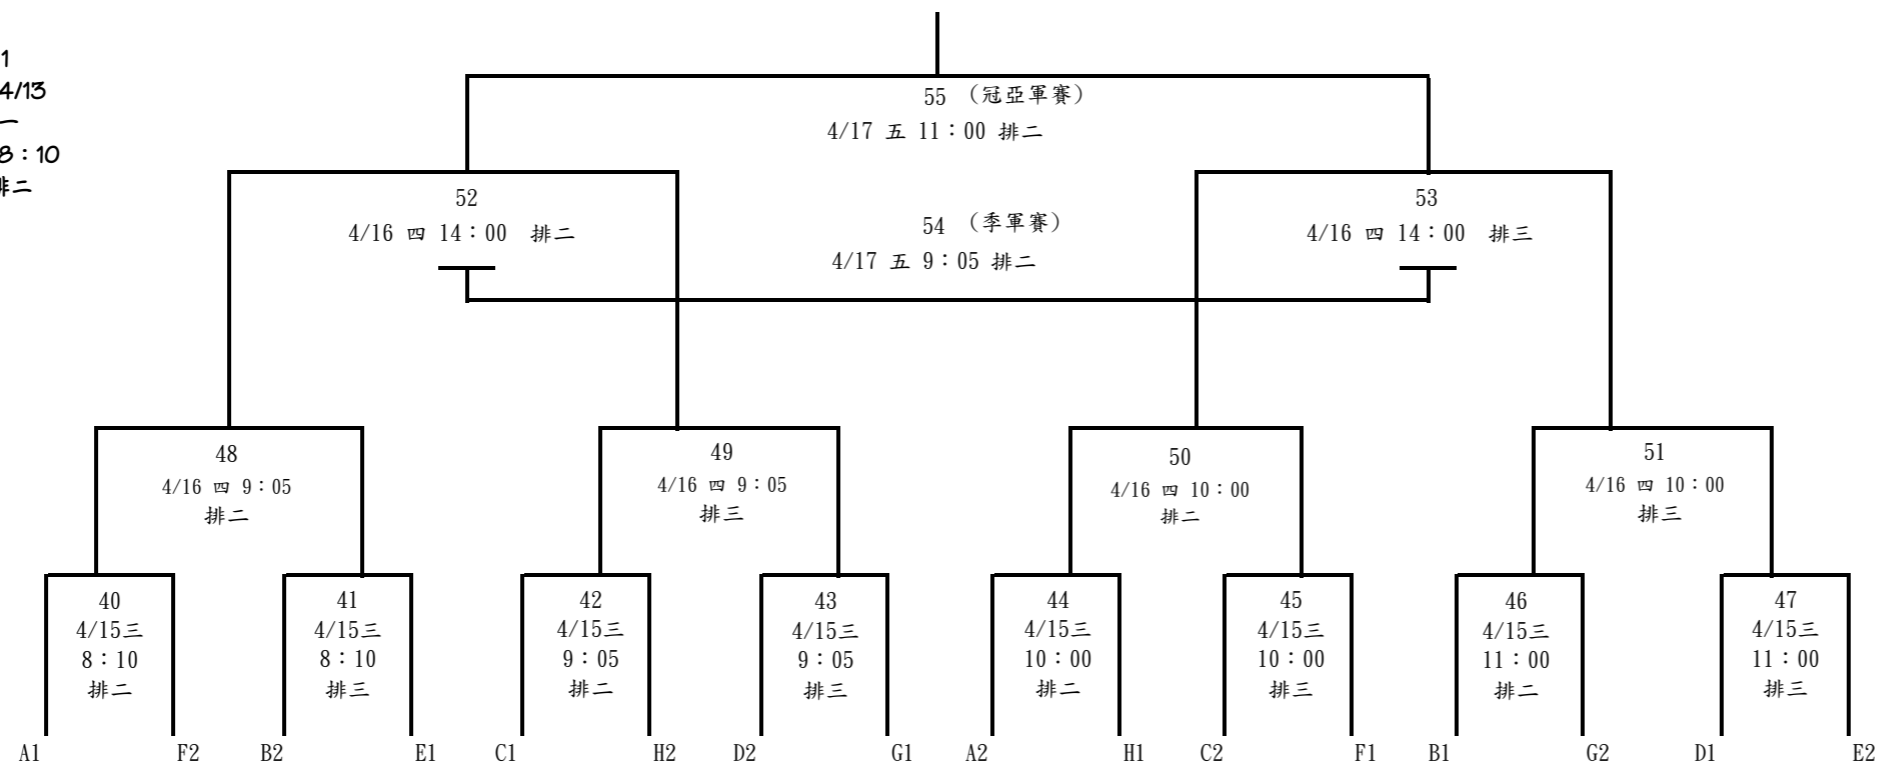 1
4/13
一
8：10
排二
55 （冠亞軍賽）
4/17 五 11：00 排二
52
4/16 四 14：00 排二
54 （季軍賽）
4/17 五 9：05 排二
53
4/16 四 14：00 排三
48
4/16 四 9：05
排二
49
4/16 四 9：05
排三
50
4/16 四 10：00
排二
51
4/16 四 10：00
排三
40
4/15三
8：10
排二
41
4/15三
8：10
排三
42
4/15三
9：05
排二
43
4/15三
9：05
排三
44
4/15三
10：00
排二
45
4/15三
10：00
排三
46
4/15三
11：00
排二
47
4/15三
11：00
排三
A1 F2 B2 E1 C1 H2 D2 G1 A2 H1 C2 F1 B1 G2 D1 E2